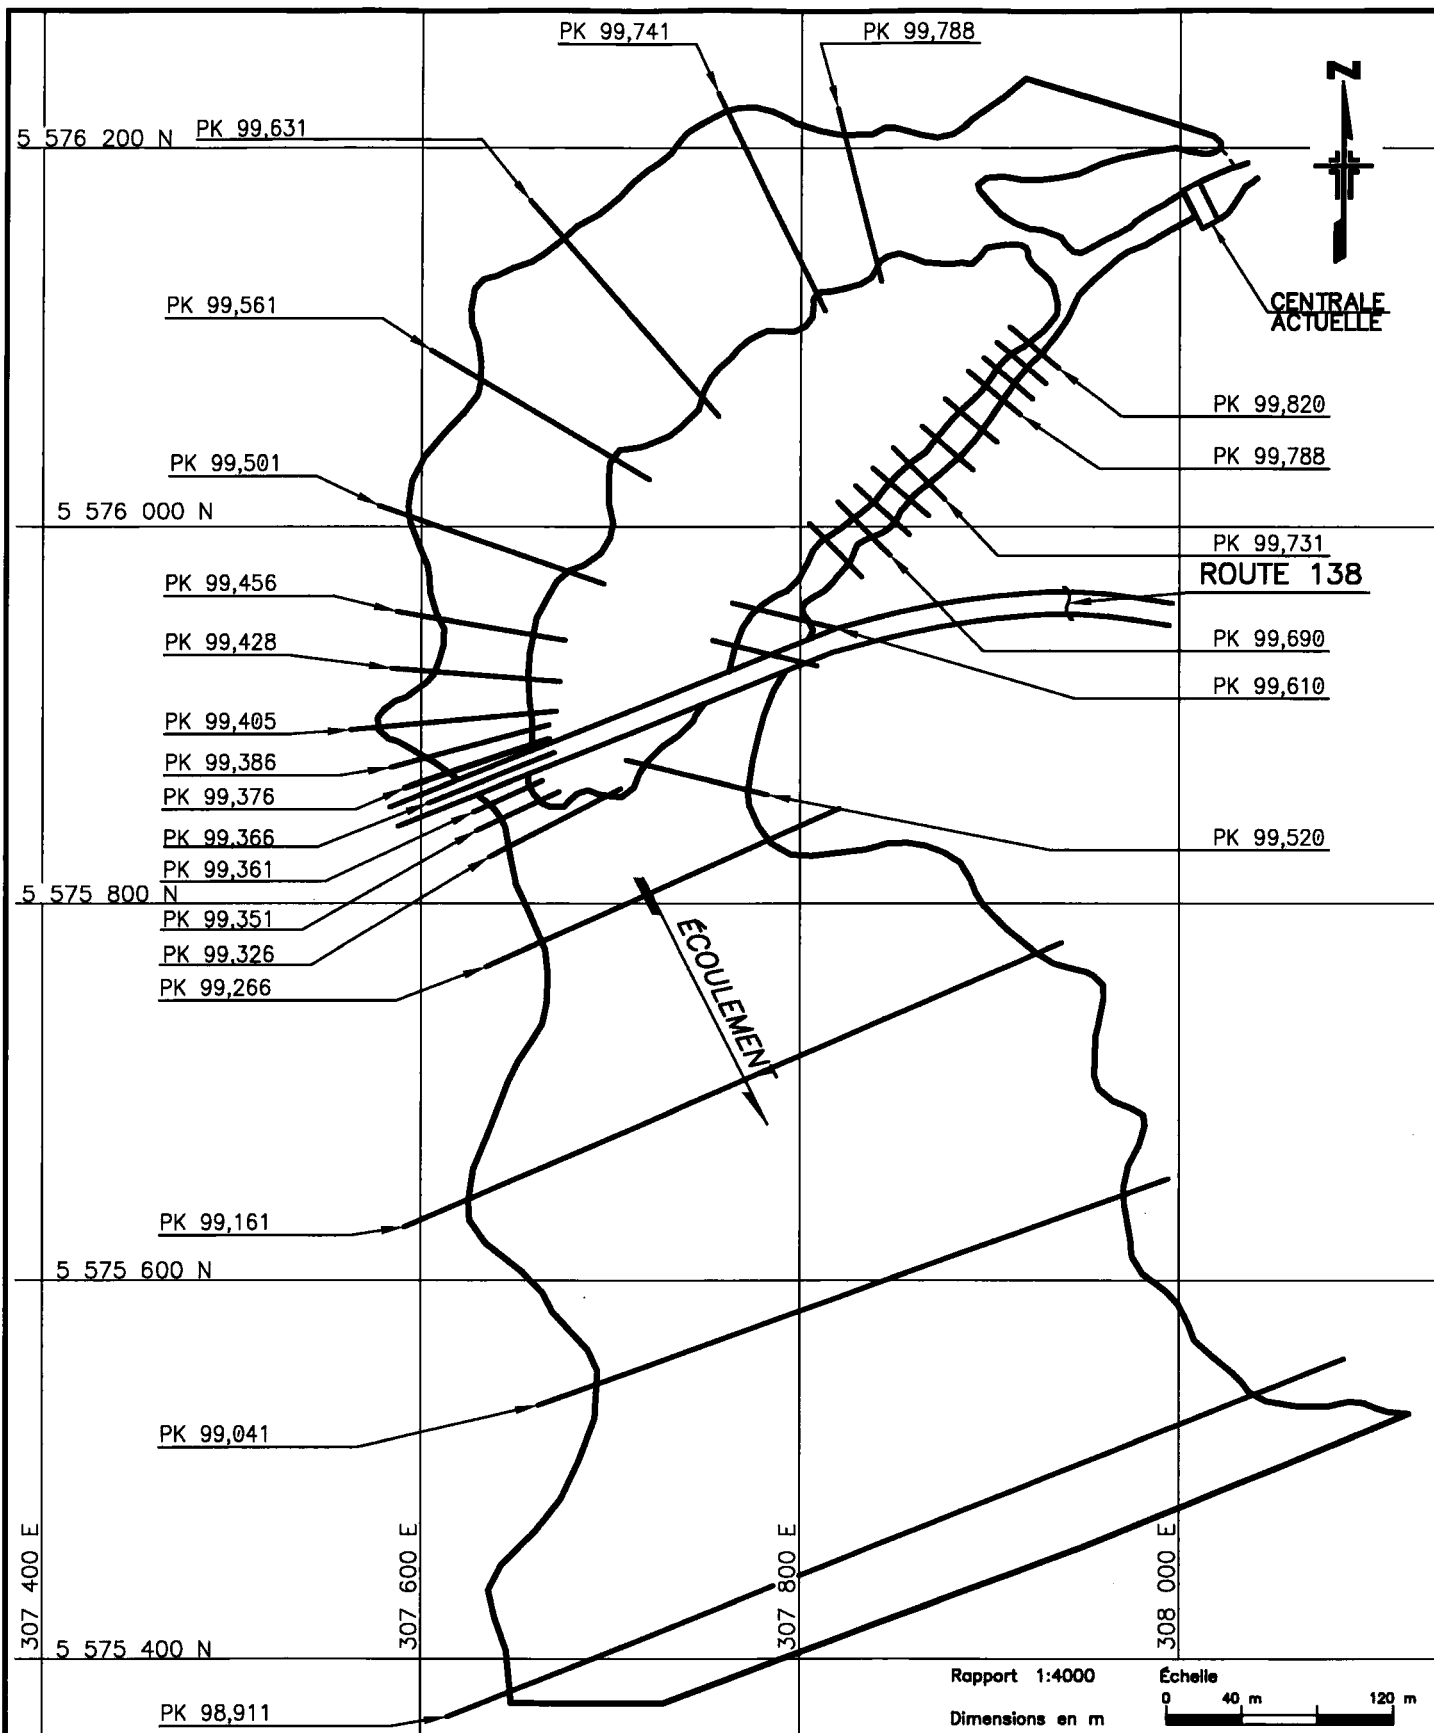 PK 99,741
PK 99,788
N
PK 99,631
5 576 200 N
PK 99,561
CENTRALE
ACTUELLE
PK 99,820
PK 99,788
PK 99,501
5 576 000 N
PK 99,731
ROUTE 138
PK 99,456
PK 99,428
PK 99,690
PK 99,610
PK 99,405
PK 99,386
PK 99,376
PK 99,366
PK 99,520
PK 99,361
5 575 800 N
PK 99,351
PK 99,326
PK 99,266
ÉCOULEMENT
PK 99,161
5 575 600 N
PK 99,041
307 400 E
307 600 E
307 800 E
308 000 E
5 575 400 N
PK 98,911
Rapport 1:4000
Échelle
0 40 m 120 m
Dimensions en m